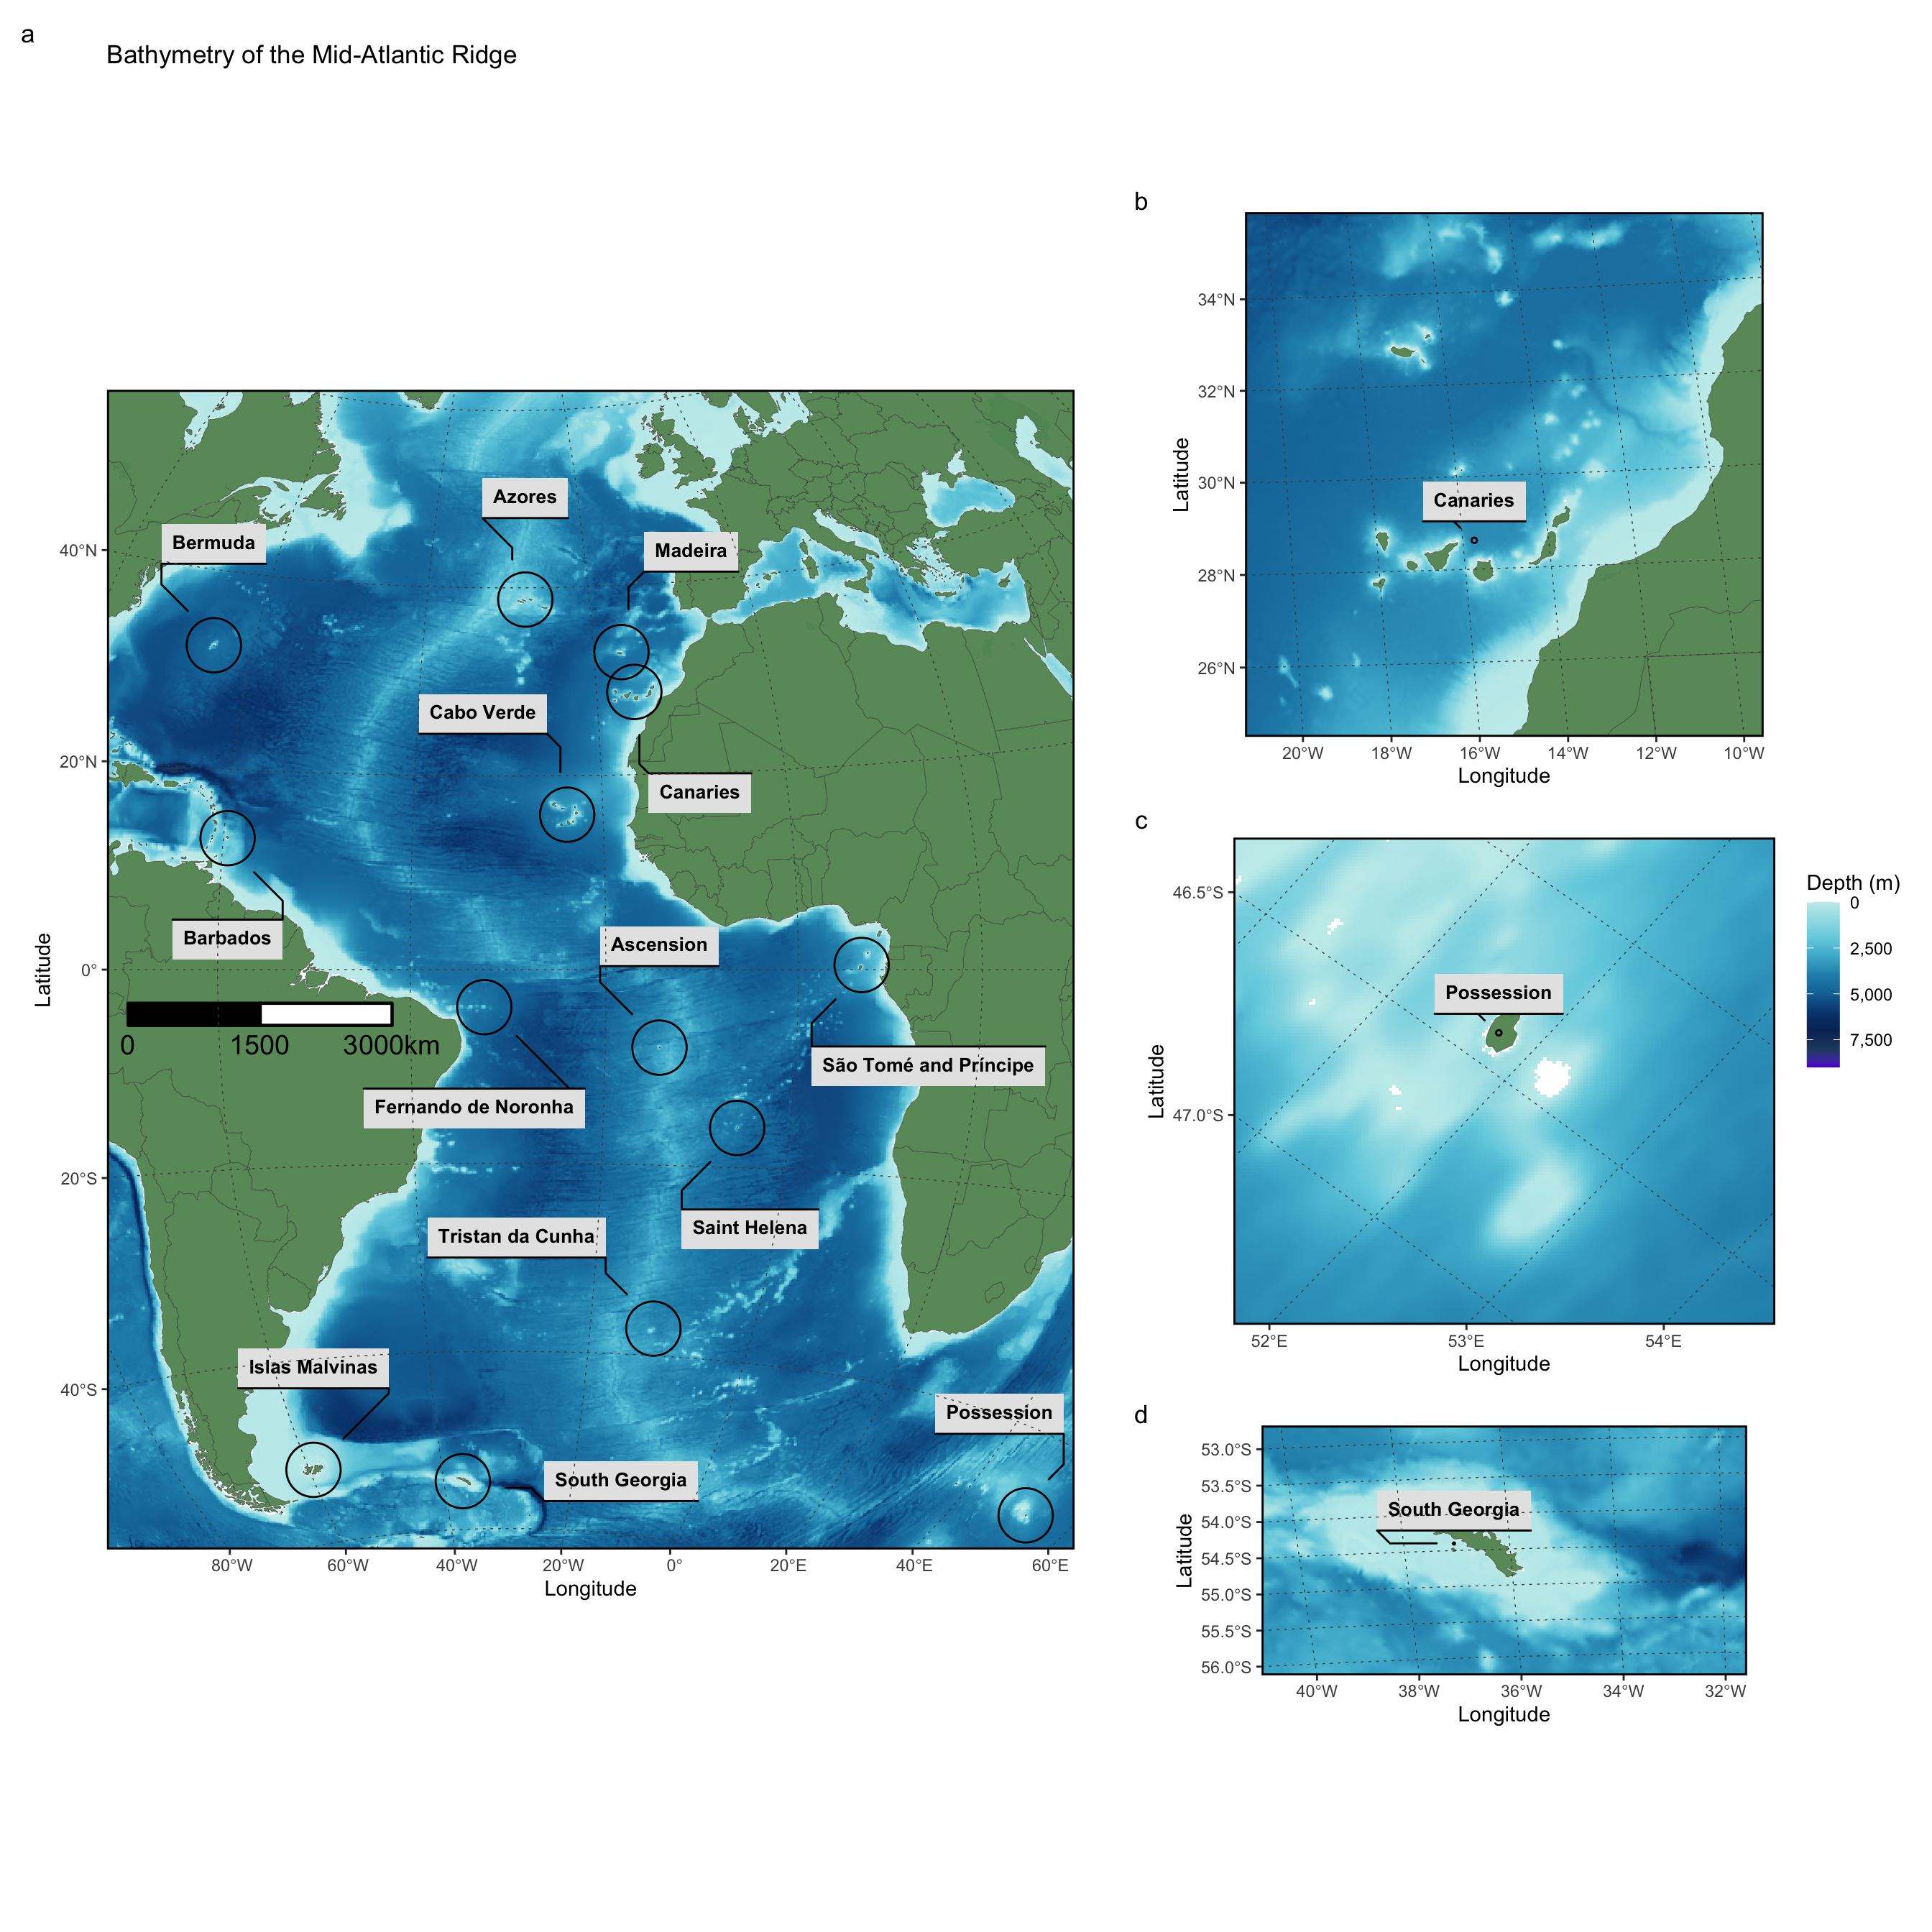 a
Bathymetry of the Mid-Atlantic Ridge
Azores
Bermuda
Madeira
Cabo Verde
Canaries
Barbados
Ascension
São Tomé and Príncipe
Fernando de Noronha
Saint Helena
Tristan da Cunha
Islas Malvinas
Possession
South Georgia
0 1500 3000km
40°N
20°N
0°
20°S
40°S
Latitude
80°W 60°W 40°W 20°W 0° 20°E 40°E 60°E
Longitude
b
Canaries
34°N
32°N
30°N
28°N
26°N
Latitude
20°W 18°W 16°W 14°W 12°W 10°W
Longitude
c
Possession
46.5°S
47.0°S
Latitude
52°E 53°E 54°E
Longitude
Depth (m)
0
2,500
5,000
7,500
d
South Georgia
53.0°S
53.5°S
54.0°S
54.5°S
55.0°S
55.5°S
56.0°S
Latitude
40°W 38°W 36°W 34°W 32°W
Longitude